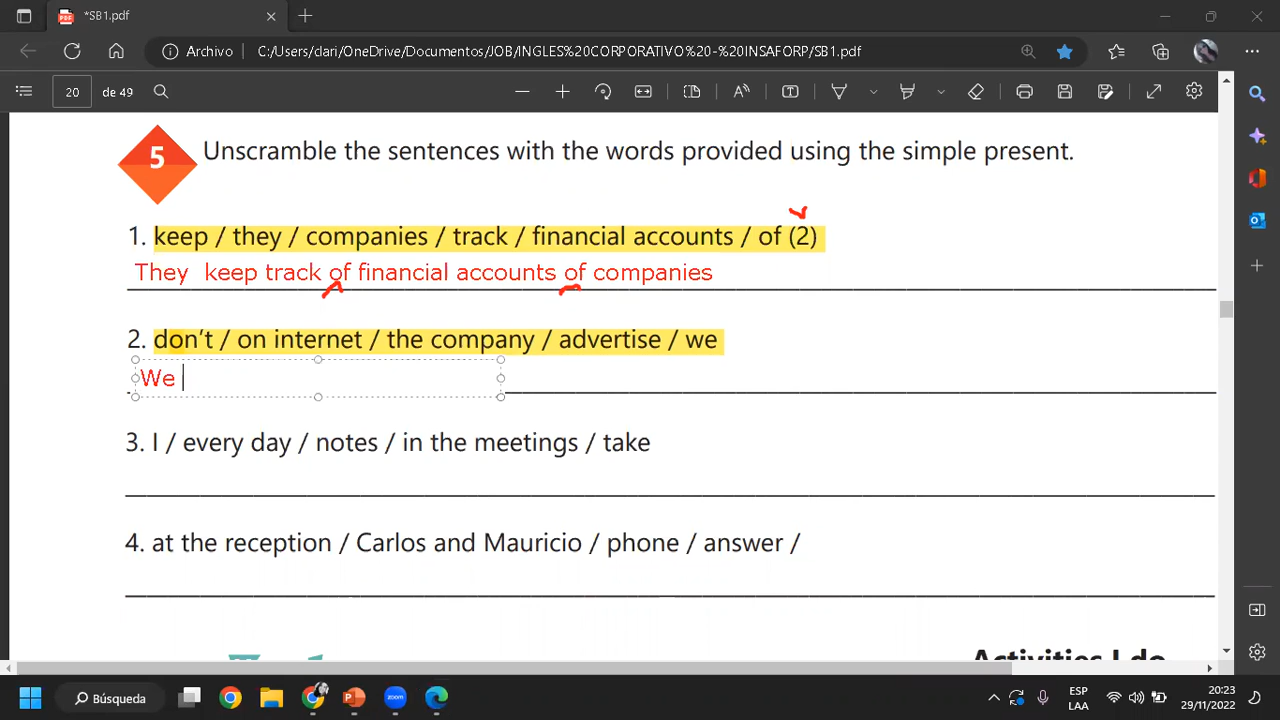 *SB1.pdf
Archivo C:/Users/clari/OneDrive/Documentos/JOB/INGLES%20CORPORATIVO%20-%20INSAFORP/SB1.pdf
20 de 49
5 Unscramble the sentences with the words provided using the simple present.
1. keep / they / companies / track / financial accounts / of (2)
They keep track of financial accounts of companies
2. don't / on internet / the company / advertise / we
We
3. I / every day / notes / in the meetings / take
4. at the reception / Carlos and Mauricio / phone / answer /
Activities I do
Búsqueda
zoom
ESP
LAA
20:23
29/11/2022